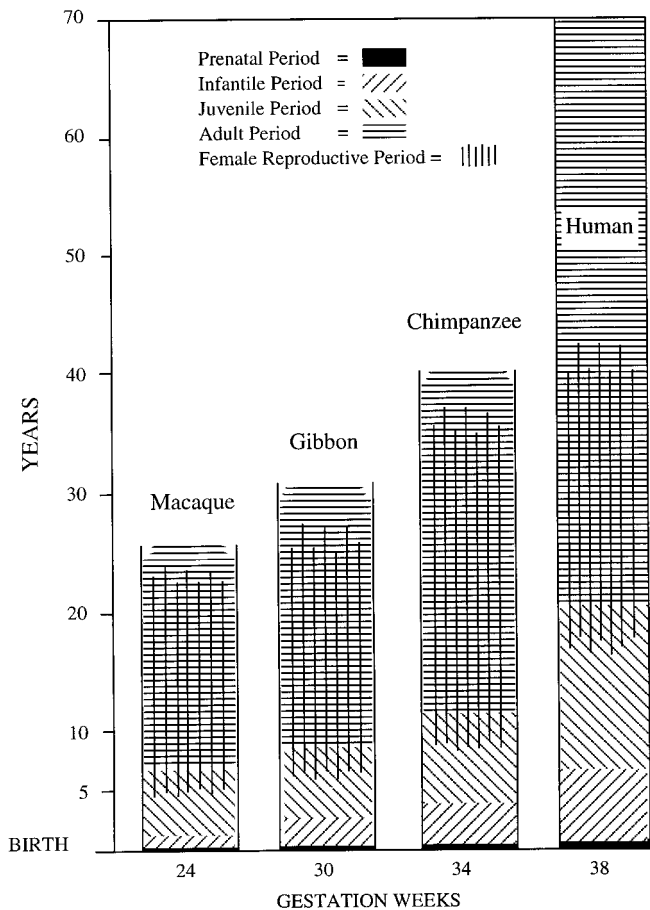 70
Prenatal Period =
Infantile Period =
Juvenile Period =
Adult Period =
Female Reproductive Period =
60
Human
50
Chimpanzee
40
YEARS
Gibbon
30
Macaque
20
10
5
BIRTH
24 30 34 38
GESTATION WEEKS